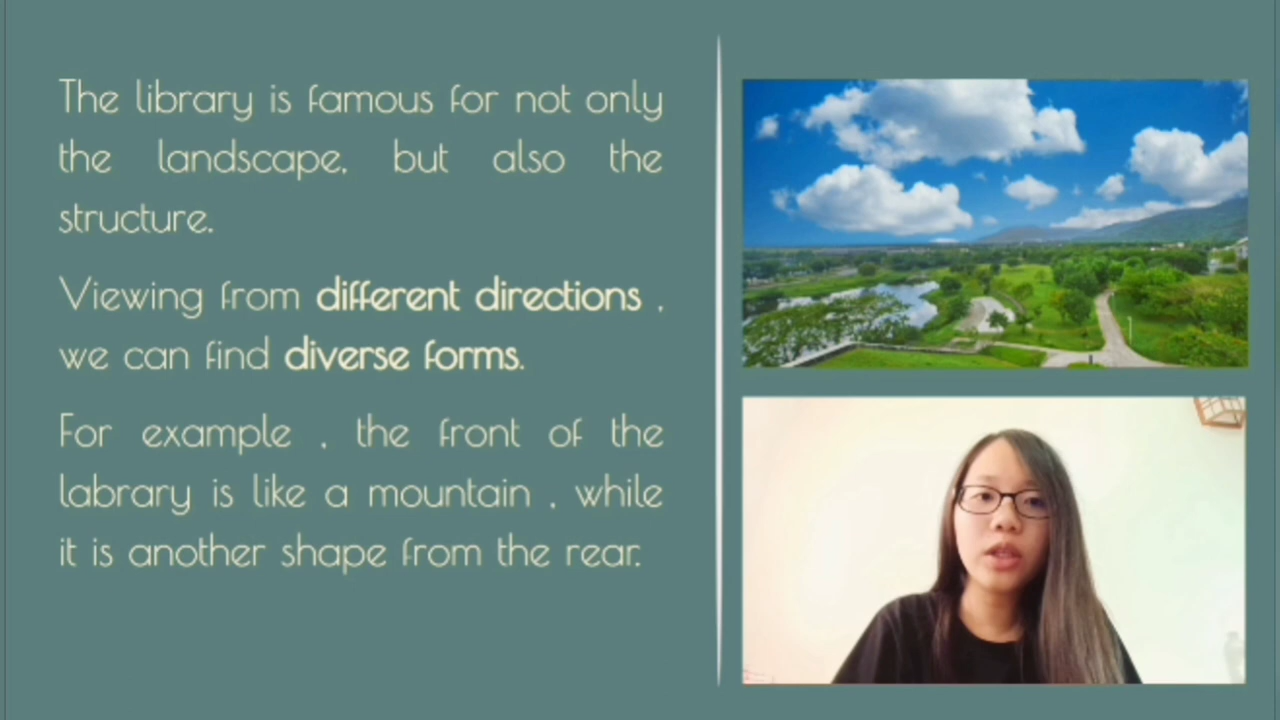 The library is famous for not only
the landscape, but also the
structure.
Viewing from different directions ,
we can find diverse forms.
For example , the front of the
labrary is like a mountain , while
it is another shape from the rear.